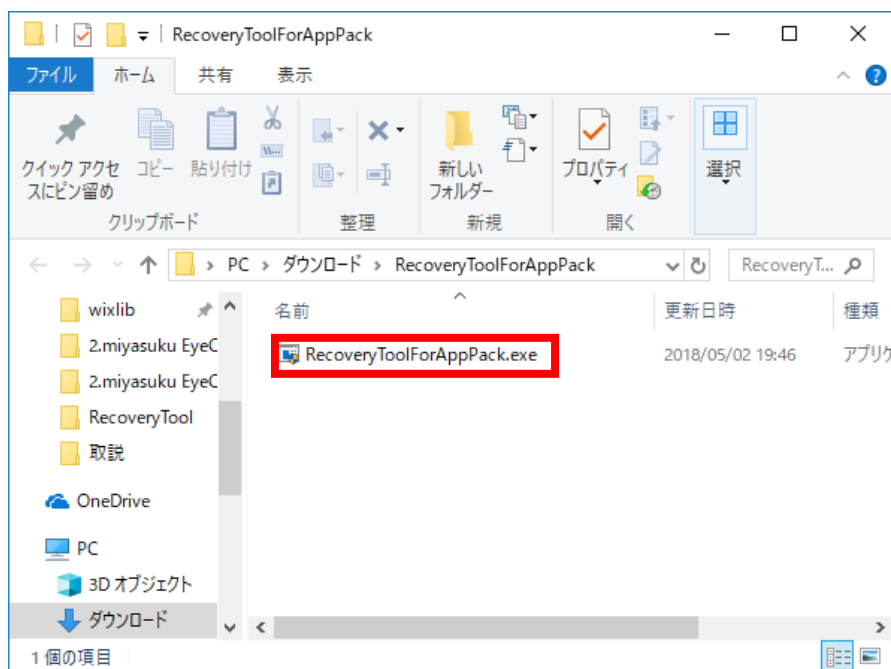 RecoveryToolForAppPack
ファイル ホーム 共有 表示
クイック アクセスにピン留め
コピー
貼り付け
新しいフォルダー
プロパティ
選択
クリップボード 整理 新規 開く
PC ダウンロード RecoveryToolForAppPack
RecoveryT...
名前 更新日時 種類
wixlib
2.miyasuku EyeC
2.miyasuku EyeC
RecoveryTool
取説
OneDrive
PC
3D オブジェクト
ダウンロード
RecoveryToolForAppPack.exe 2018/05/02 19:46 アプリケ
1 個の項目